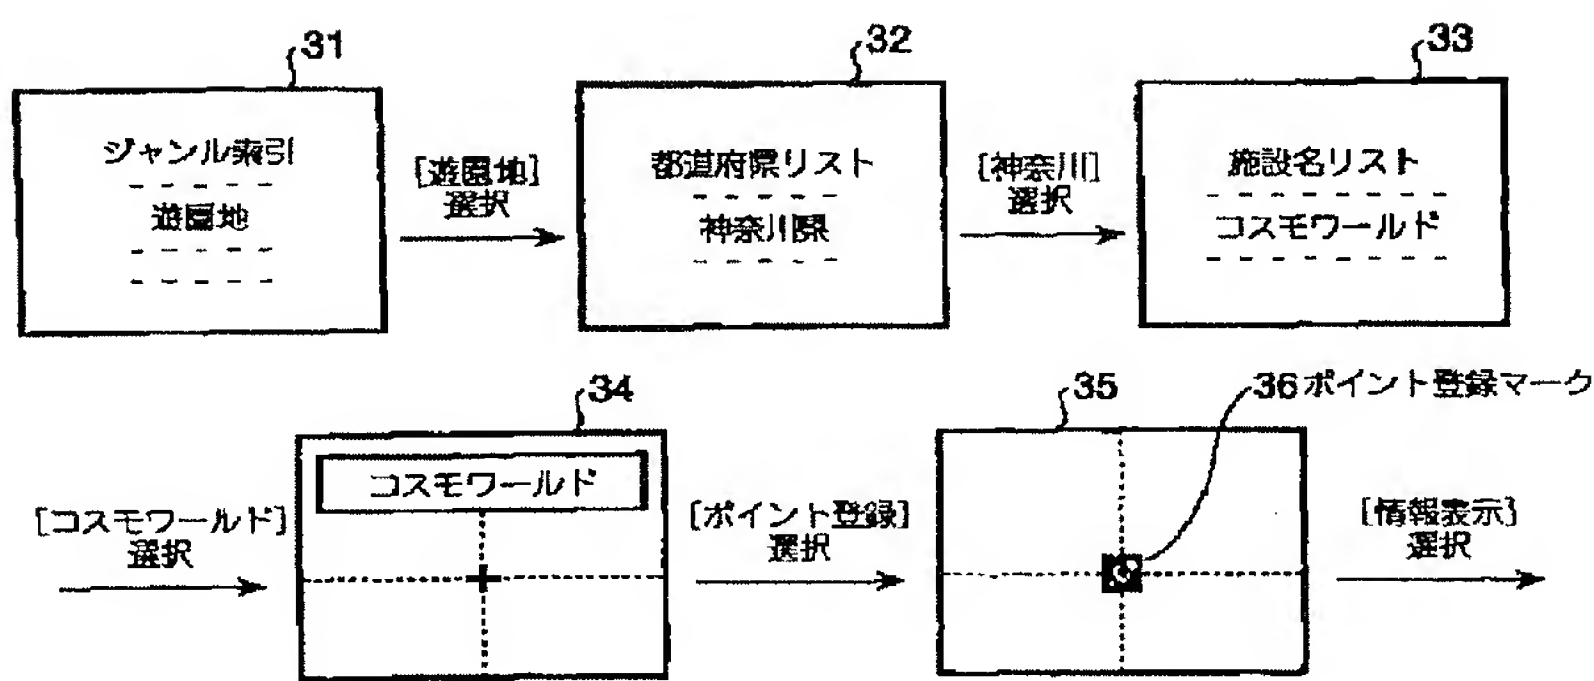 31
ジャンル索引
遊園地
[遊園地]
選択
32
都道府県リスト
神奈川県
[神奈川]
選択
33
施設名リスト
コスモワールド
[コスモワールド]
選択
34
コスモワールド
[ポイント登録]
選択
35
36ポイント登録マーク
[情報表示]
選択